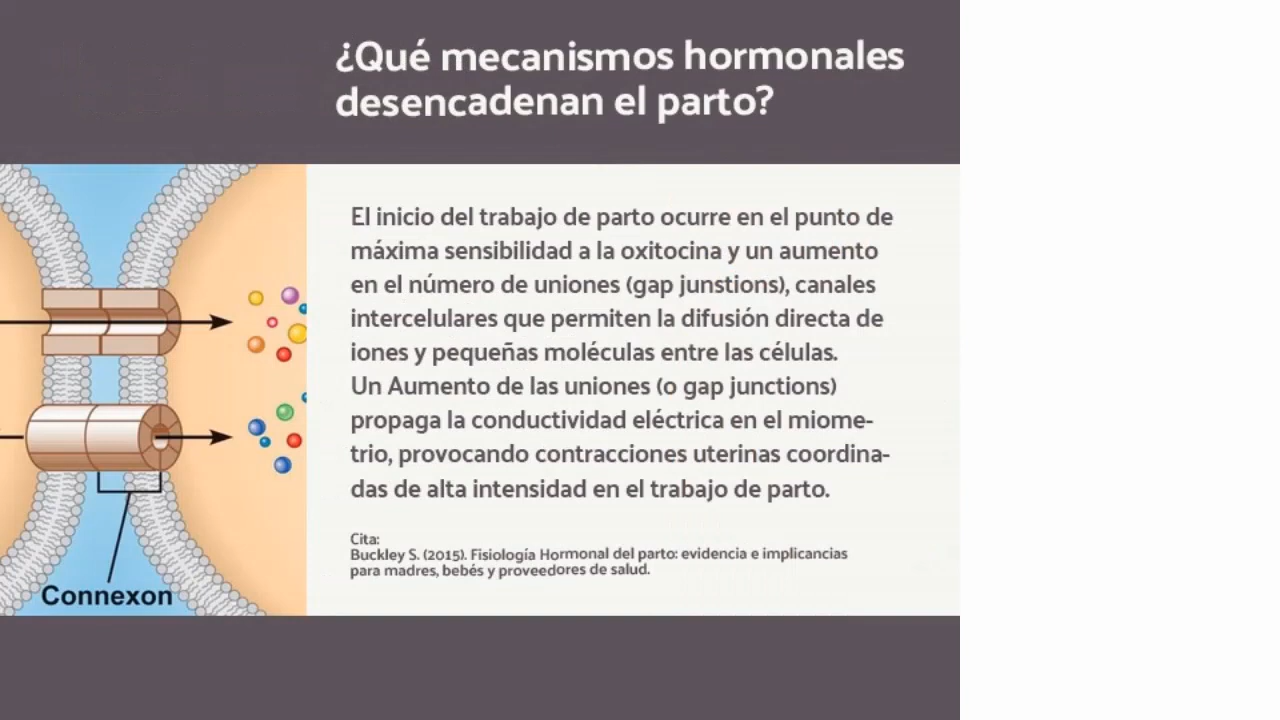 ¿Qué mecanismos hormonales
desencadenan el parto?
El inicio del trabajo de parto ocurre en el punto de
máxima sensibilidad a la oxitocina y un aumento
en el número de uniones (gap junstions), canales
intercelulares que permiten la difusión directa de
iones y pequeñas moléculas entre las células.
Un Aumento de las uniones (o gap junctions)
propaga la conductividad eléctrica en el miome-
trio, provocando contracciones uterinas coordina-
das de alta intensidad en el trabajo de parto.
Cita:
Buckley S. (2015). Fisiología Hormonal del parto: evidencia e implicancias
para madres, bebés y proveedores de salud.
Connexon